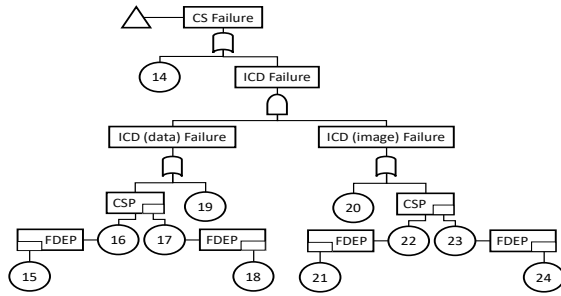 CS Failure
14
ICD Failure
ICD (data) Failure
ICD (image) Failure
CSP
19
20
CSP
FDEP
16
17
FDEP
FDEP
22
23
FDEP
15
18
21
24